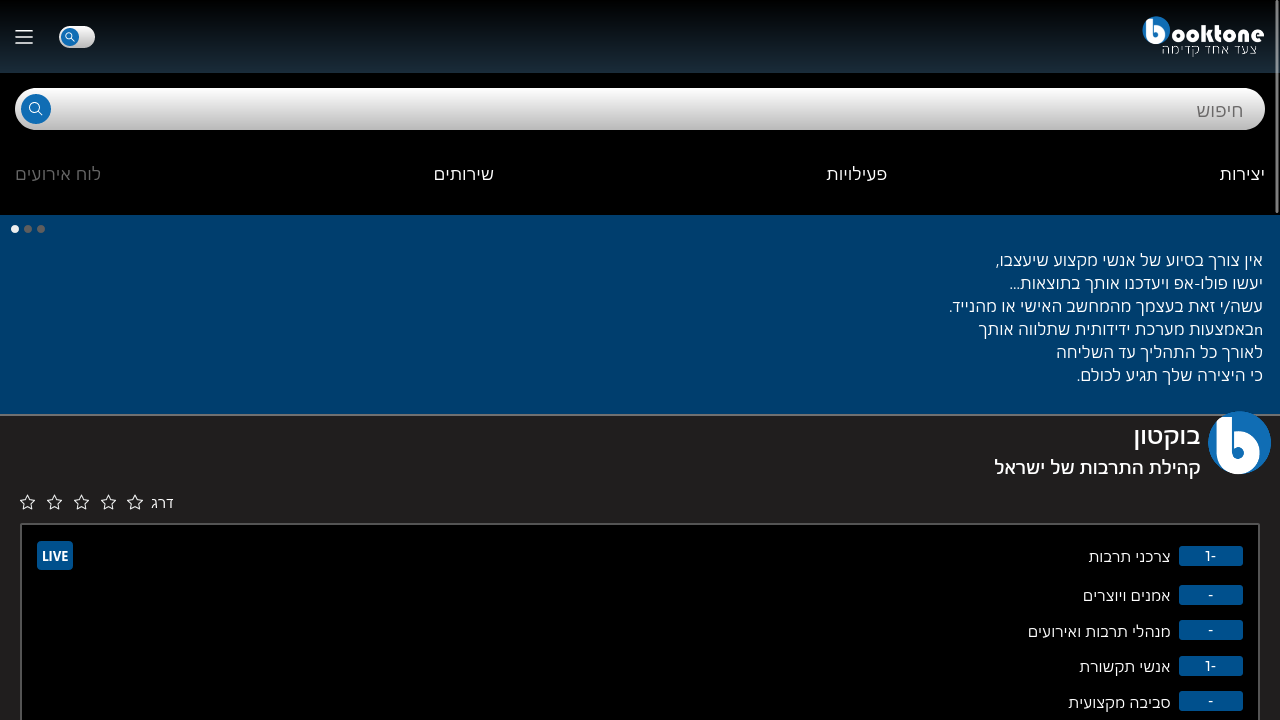 booktone
צעד אחד קדימה
חיפוש
יצירות
פעילויות
שירותים
לוח אירועים
אין צורך בסיוע של אנשי מקצוע שיעצבו,
יעשו פולו-אפ ויעדכנו אותך בתוצאות...
עשה/י זאת בעצמך מהמחשב האישי או מהנייד.
nבאמצעות מערכת ידידותית שתלווה אותך
לאורך כל התהליך עד השליחה
כי היצירה שלך תגיע לכולם.
b
בוקטון
קהילת התרבות של ישראל
דרג
-1 צרכני תרבות
LIVE
- אמנים ויוצרים
- מנהלי תרבות ואירועים
-1 אנשי תקשורת
- סביבה מקצועית